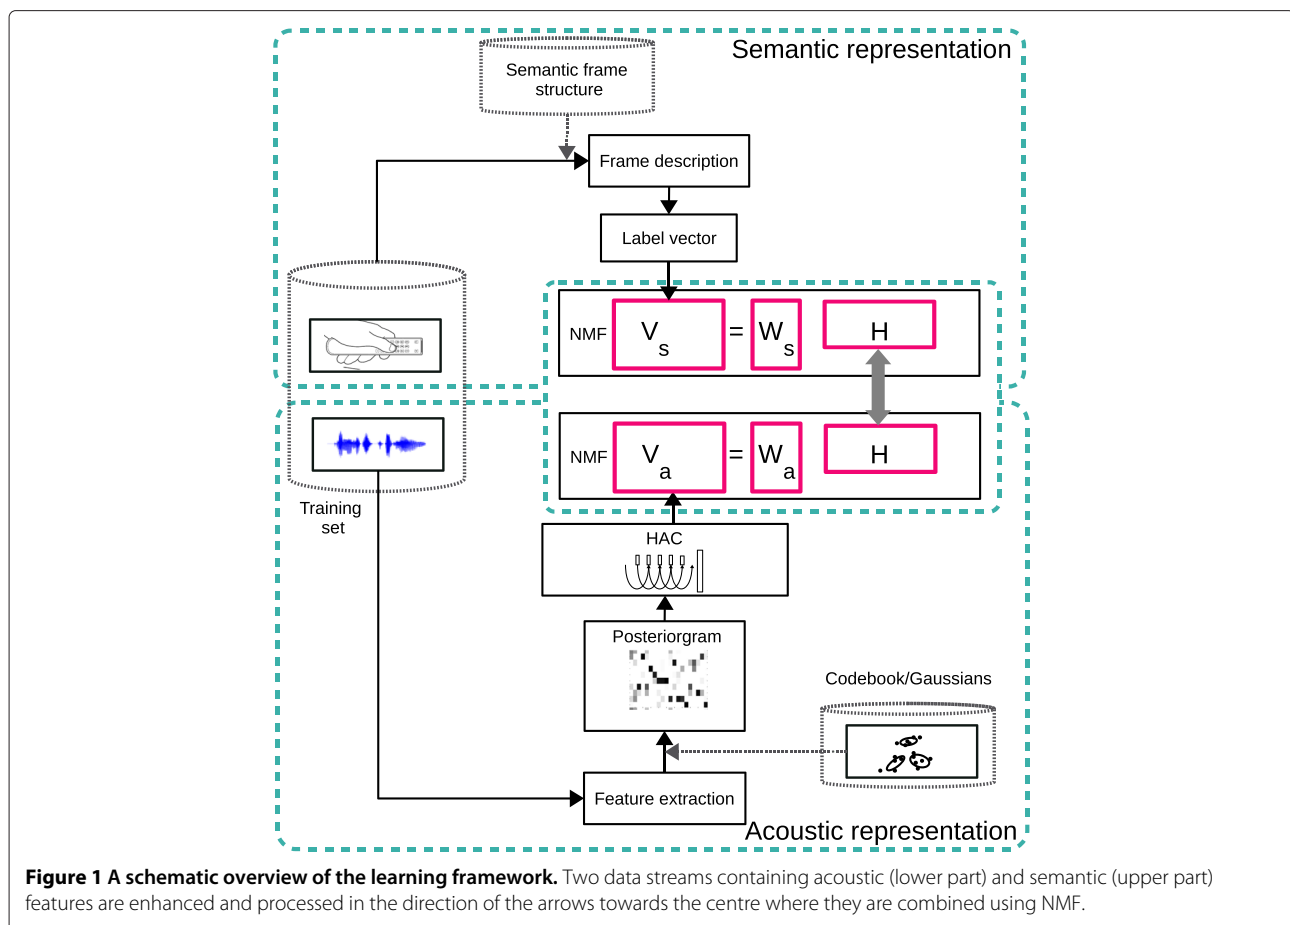 Semantic representation
Semantic frame
structure
Frame description
Label vector
NMF
V
s
=
W
s
H
NMF
V
a
=
W
a
H
Training
set
HAC
Posteriorgram
Codebook/Gaussians
Feature extraction
Acoustic representation
Figure 1 A schematic overview of the learning framework. Two data streams containing acoustic (lower part) and semantic (upper part)
features are enhanced and processed in the direction of the arrows towards the centre where they are combined using NMF.